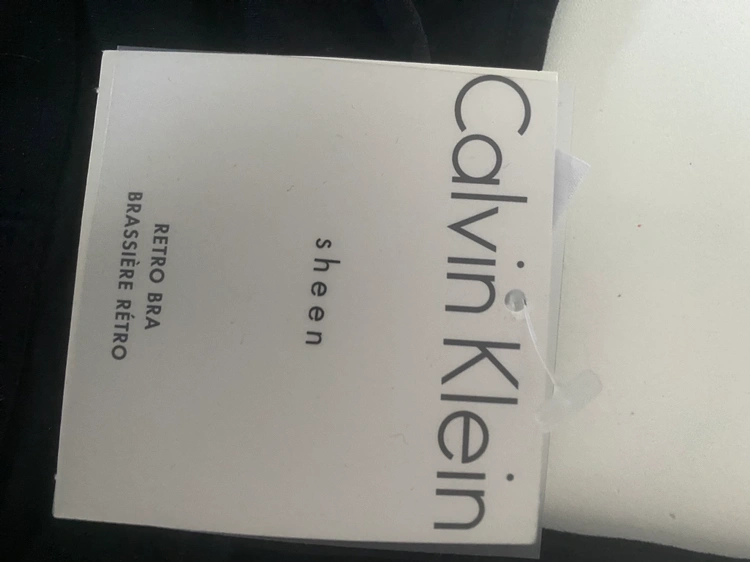 Calvin Klein
sheen
RETRO BRA
BRASSIÈRE RÉTRO